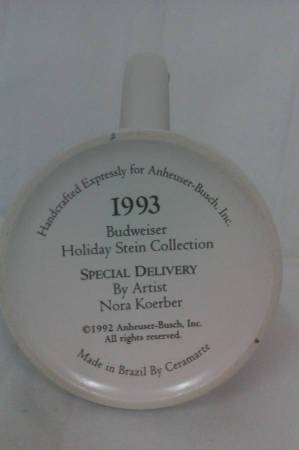 Handcrafted Expressly for Anheuser-Busch, Inc.
1993
Budweiser
Holiday Stein Collection
SPECIAL DELIVERY
By Artist
Nora Koerber
©1992 Anheuser-Busch, Inc.
All rights reserved.
Made in Brazil By Ceramarte